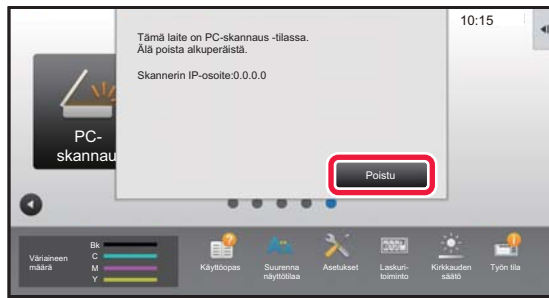 10:15
Tämä laite on PC-skannaus -tilassa.
Älä poista alkuperäistä.
Skannerin IP-osoite:0.0.0.0
PC-
skannau
Poistu
Väriaineen
määrä
Bk
C
M
Y
Käyttöopas
Suurenna
näyttötilaa
Asetukset
Laskuri-
toiminto
Kirkkauden
säätö
Työn tila